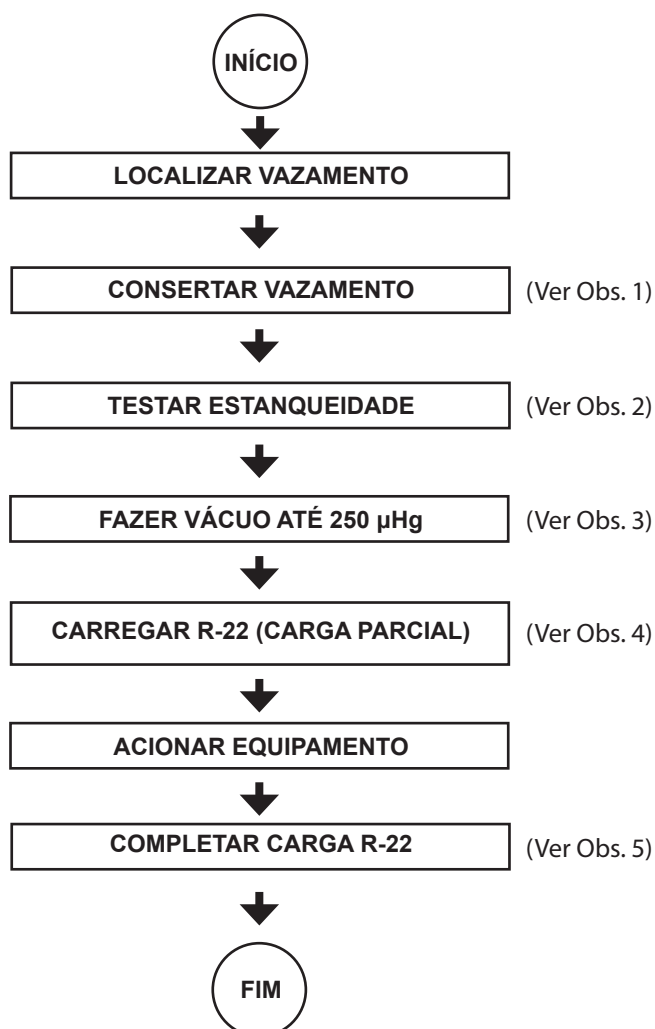 INÍCIO
LOCALIZAR VAZAMENTO
CONSERTAR VAZAMENTO (Ver Obs. 1)
TESTAR ESTANQUEIDADE (Ver Obs. 2)
FAZER VÁCUO ATÉ 250 µHg (Ver Obs. 3)
CARREGAR R-22 (CARGA PARCIAL) (Ver Obs. 4)
ACIONAR EQUIPAMENTO
COMPLETAR CARGA R-22 (Ver Obs. 5)
FIM